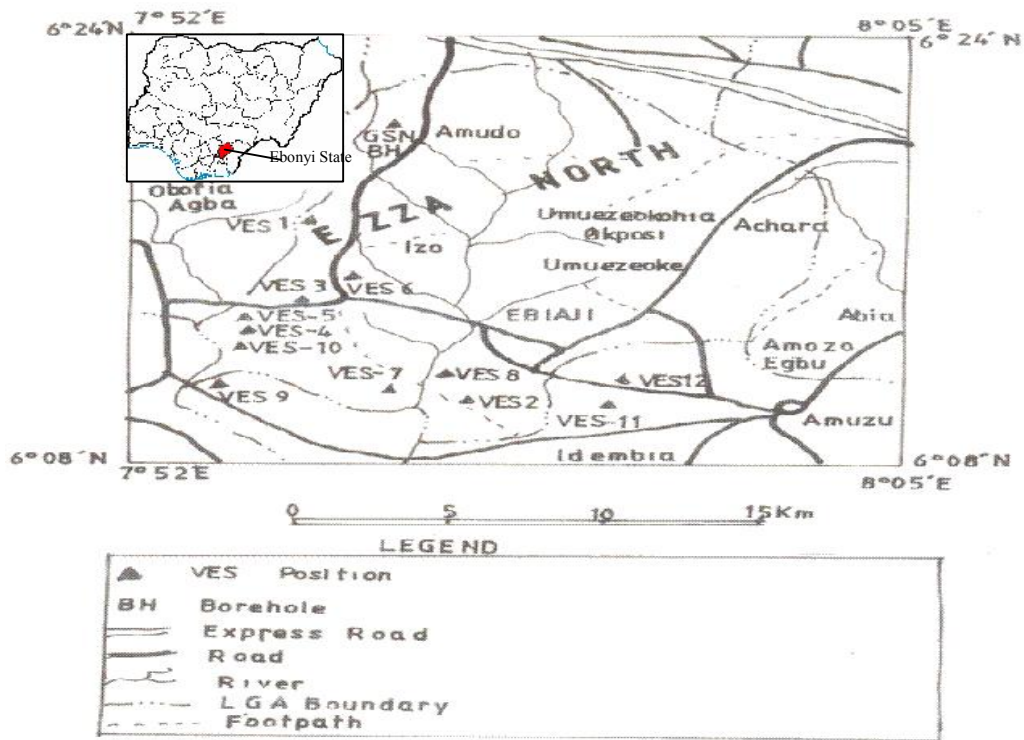 7° 52' E
8° 05' E
6° 24' N
6° 24' N
Ebonyi State
GSN
BH
Amudo
NORTH
Obofia
Agba
VES 1
EZZA
Izo
Umuezeokohia
Okposi
Achara
Umuezeoke
VES 3
VES 6
VES-5
EBIAJI
Abia
VES-4
VES-10
Amozo
Egbu
VES-7
VES 8
VES12
VES 9
VES 2
VES-11
Amuzu
Idembia
6° 08' N
6° 08' N
7° 52' E
8° 05' E
0 5 10 15Km
LEGEND
VES Position
BH Borehole
Express Road
Road
River
LGA Boundary
Footpath